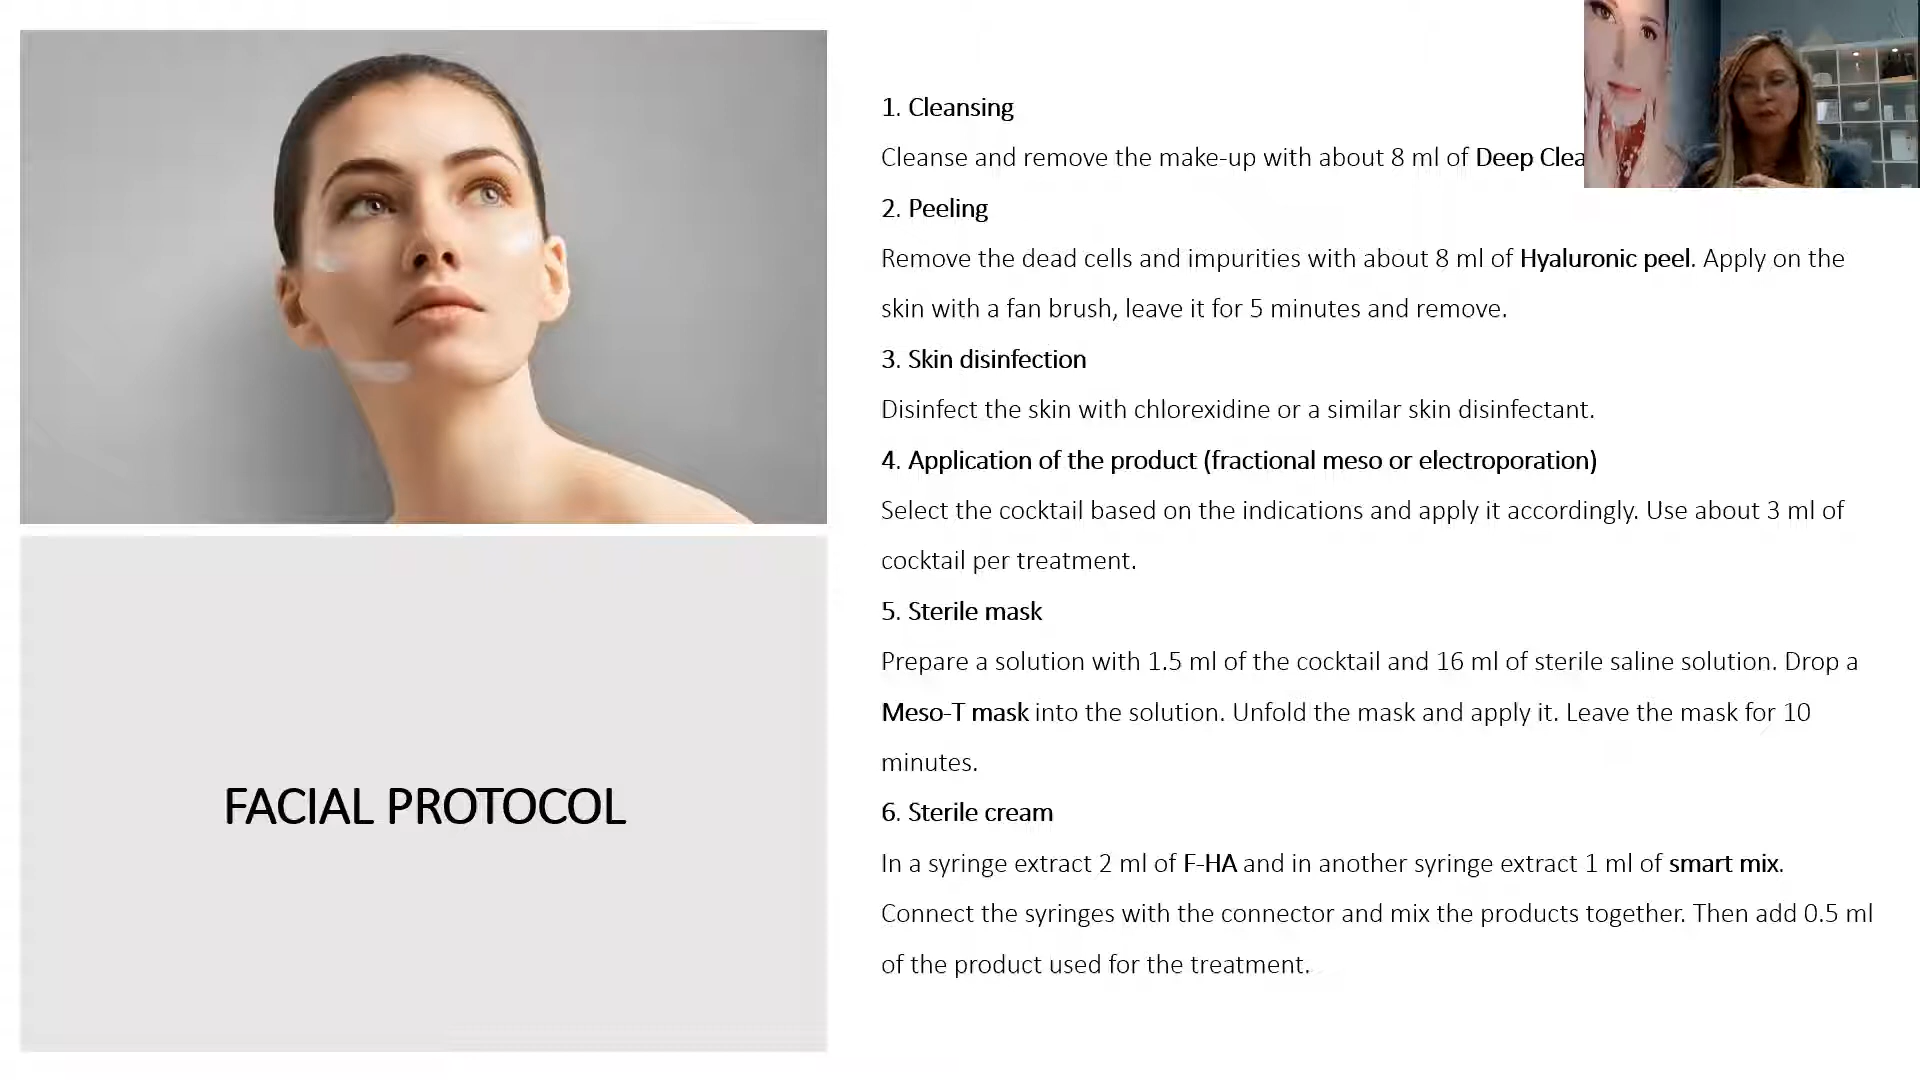 1. Cleansing
Cleanse and remove the make-up with about 8 ml of Deep
2. Peeling
Remove the dead cells and impurities with about 8 ml of Hyaluronic peel. Apply on the
skin with a fan brush, leave it for 5 minutes and remove.
3. Skin disinfection
Disinfect the skin with chlorexidine or a similar skin disinfectant.
4. Application of the product (fractional meso or electroporation)
Select the cocktail based on the indications and apply it accordingly. Use about 3 ml of
cocktail per treatment.
5. Sterile mask
Prepare a solution with 1.5 ml of the cocktail and 16 ml of sterile saline solution. Drop a
Meso-T mask into the solution. Unfold the mask and apply it. Leave the mask for 10
minutes.
6. Sterile cream
In a syringe extract 2 ml of F-HA and in another syringe extract 1 ml of smart mix.
Connect the syringes with the connector and mix the products together. Then add 0.5 ml
of the product used for the treatment.
FACIAL PROTOCOL